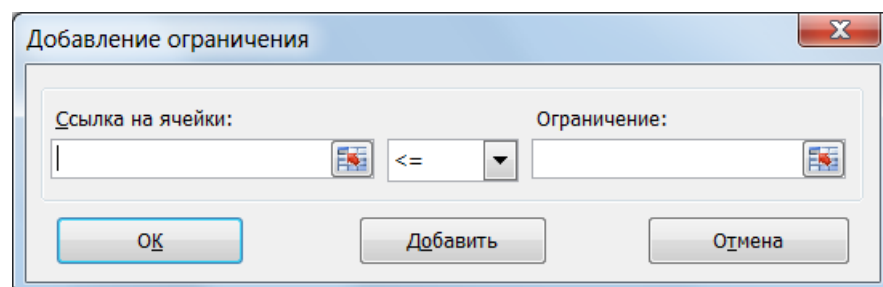 Добавление ограничения
Ссылка на ячейки: Ограничение:
<=
ОК Добавить Отмена